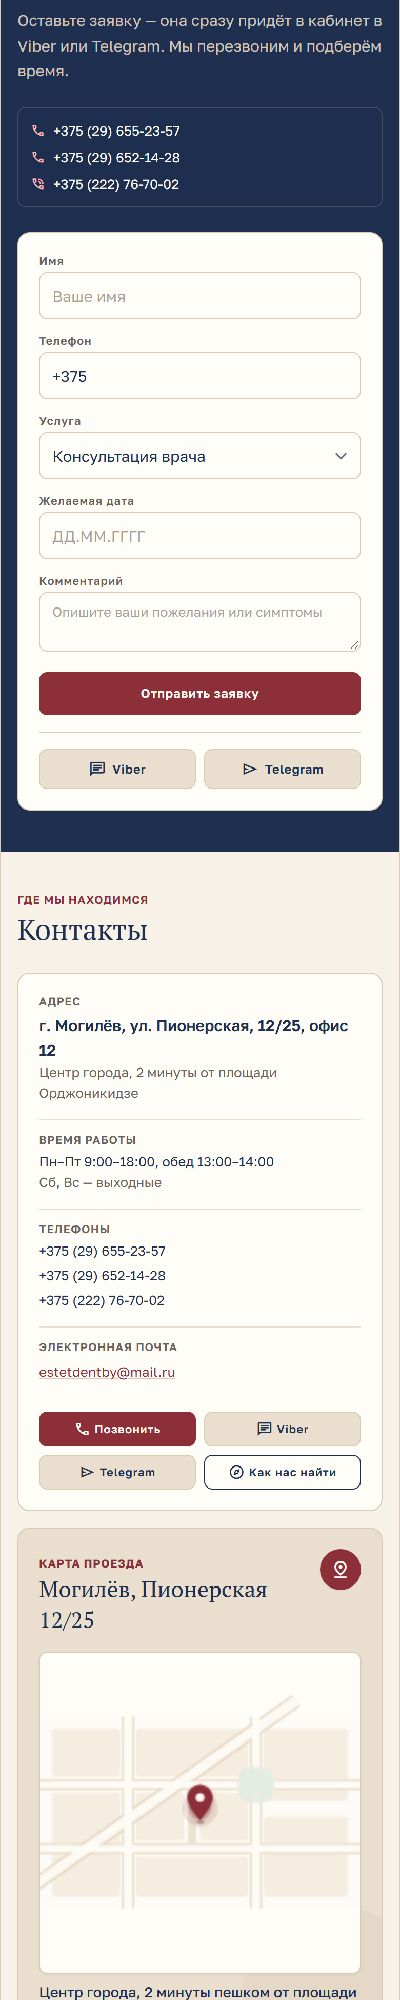 Оставьте заявку — она сразу придёт в кабинет в
Viber или Telegram. Мы перезвоним и подберём
время.
+375 (29) 655-23-57
+375 (29) 652-14-28
+375 (222) 76-70-02
Имя
Ваше имя
Телефон
+375
Услуга
Консультация врача
Желаемая дата
ДД.ММ.ГГГГ
Комментарий
Опишите ваши пожелания или симптомы
Отправить заявку
Viber
Telegram
ГДЕ МЫ НАХОДИМСЯ
Контакты
АДРЕС
г. Могилёв, ул. Пионерская, 12/25, офис
12
Центр города, 2 минуты от площади
Орджоникидзе
ВРЕМЯ РАБОТЫ
Пн–Пт 9:00–18:00, обед 13:00–14:00
Сб, Вс — выходные
ТЕЛЕФОНЫ
+375 (29) 655-23-57
+375 (29) 652-14-28
+375 (222) 76-70-02
ЭЛЕКТРОННАЯ ПОЧТА
estetdentby@mail.ru
Позвонить
Viber
Telegram
Как нас найти
КАРТА ПРОЕЗДА
Могилёв, Пионерская
12/25
Центр города, 2 минуты пешком от площади